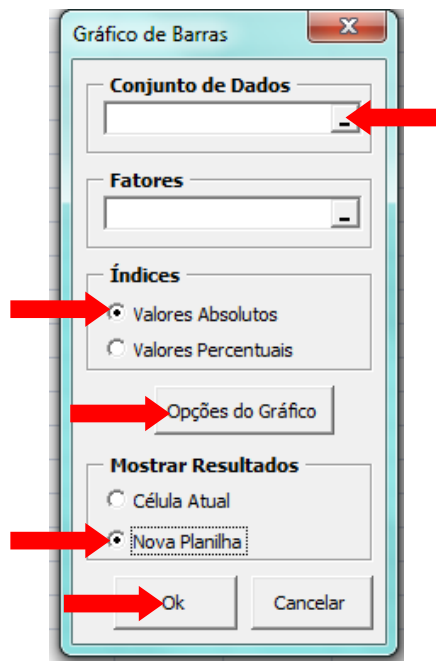 Gráfico de Barras
Conjunto de Dados
Fatores
Índices
Valores Absolutos
Valores Percentuais
Opções do Gráfico
Mostrar Resultados
Célula Atual
Nova Planilha
Ok Cancelar